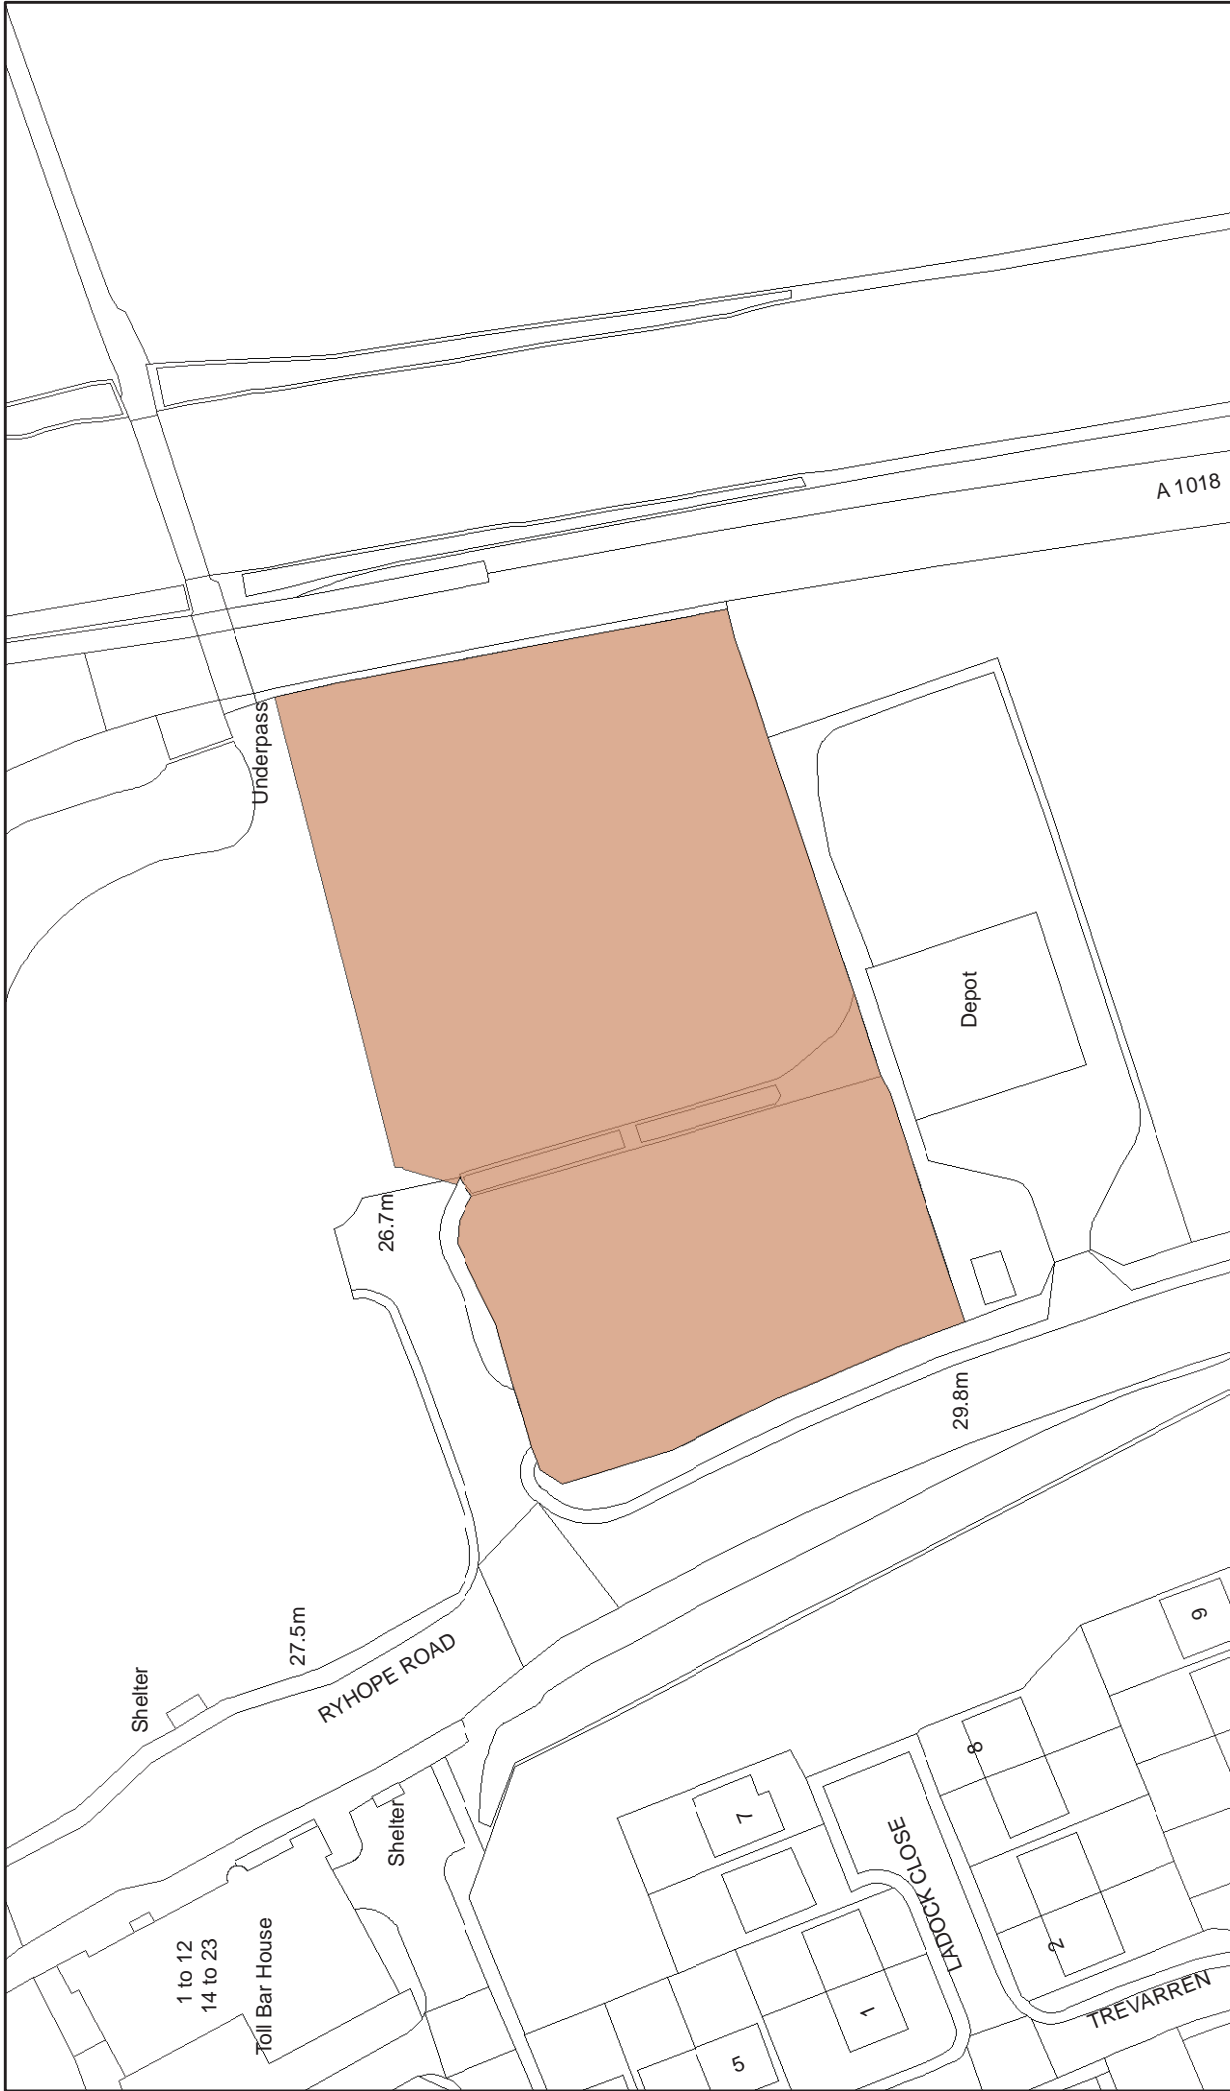 A 1018
Underpass
Depot
26.7m
29.8m
27.5m
Shelter
RYHOPE ROAD
Shelter
1 to 12
14 to 23
Toll Bar House
7
8
9
LADOCK CLOSE
1
2
5
TREVARREN